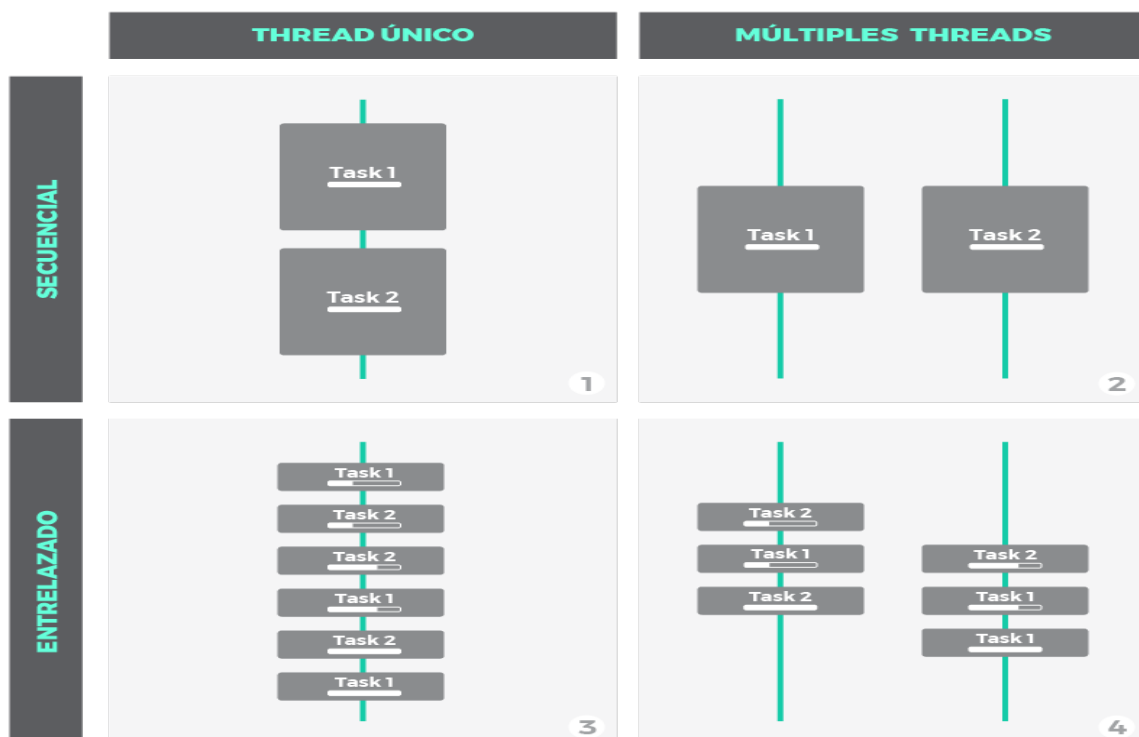 THREAD ÚNICO
MÚLTIPLES THREADS
SECUENCIAL
Task 1
Task 2
1
Task 1
Task 2
2
ENTRELAZADO
Task 1
Task 2
Task 2
Task 1
Task 2
Task 1
3
Task 2
Task 1
Task 2
Task 2
Task 1
Task 1
4